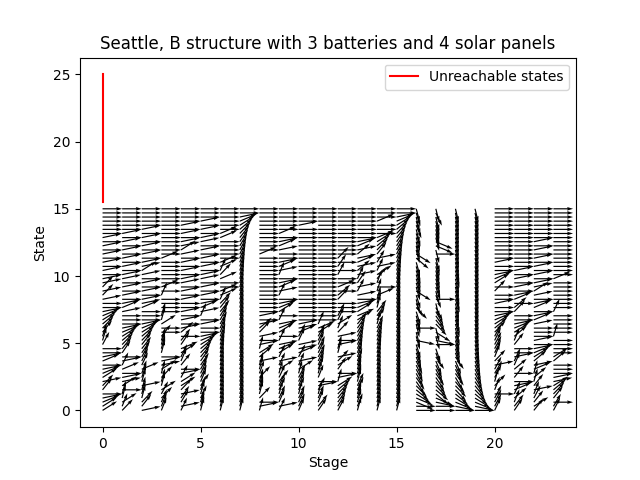 Seattle, B structure with 3 batteries and 4 solar panels
Unreachable states
25
20
15
10
5
0
State
0 5 10 15 20
Stage